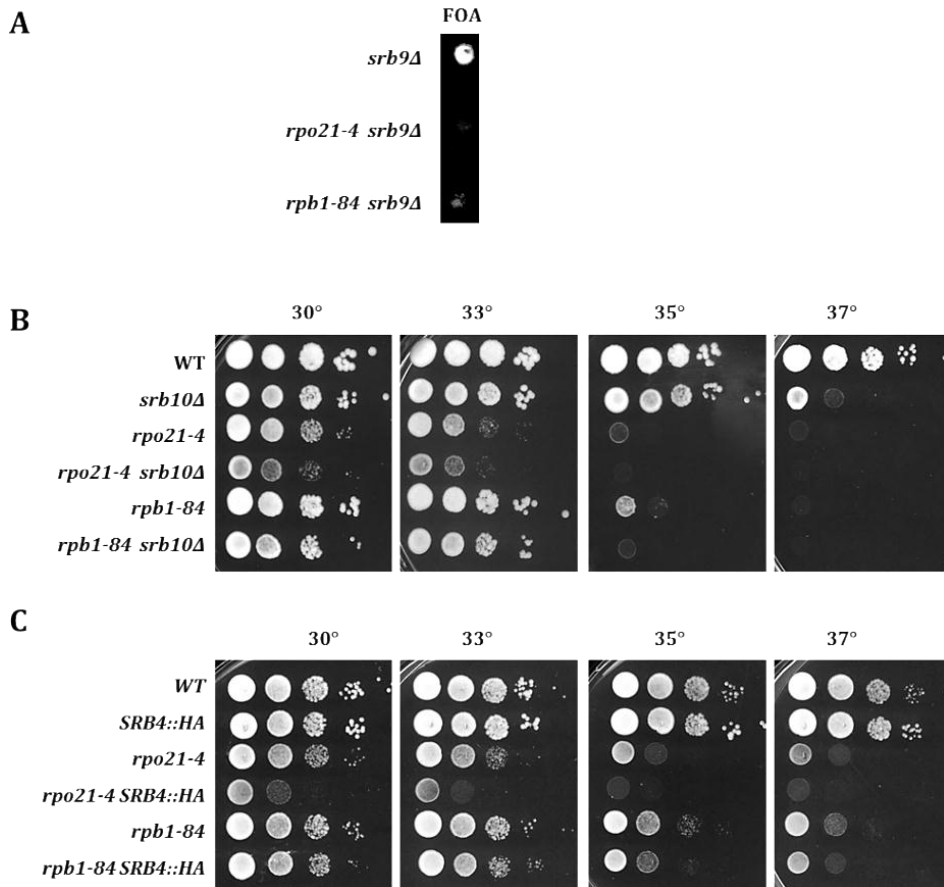 A
FOA
srb9Δ
rpo21-4 srb9Δ
rpb1-84 srb9Δ
B
30° 33° 35° 37°
WT
srb10Δ
rpo21-4
rpo21-4 srb10Δ
rpb1-84
rpb1-84 srb10Δ
C
30° 33° 35° 37°
WT
SRB4::HA
rpo21-4
rpo21-4 SRB4::HA
rpb1-84
rpb1-84 SRB4::HA